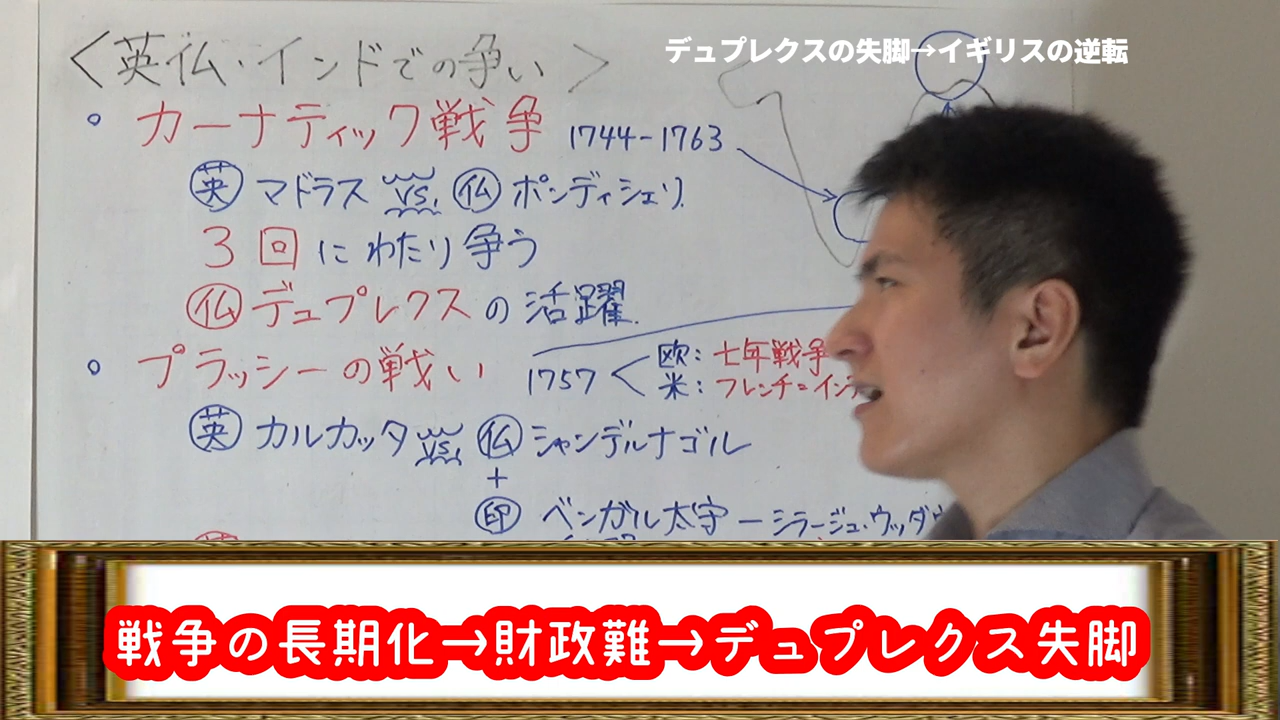 デュプレクスの失脚→イギリスの逆転
＜英仏・インドでの争い＞
• カーナティック戦争 1744-1763
英 マドラス VS. 仏 ポンディシェリ
3回にわたり争う
仏 デュプレクスの活躍
• プラッシーの戦い 1757
欧：七年戦争
米：フレンチ=イン
英 カルカッタ VS. 仏 シャンデルナゴル
+
印 ベンガル太守 ー シラージュ・ウッダウ
戦争の長期化→財政難→デュプレクス失脚